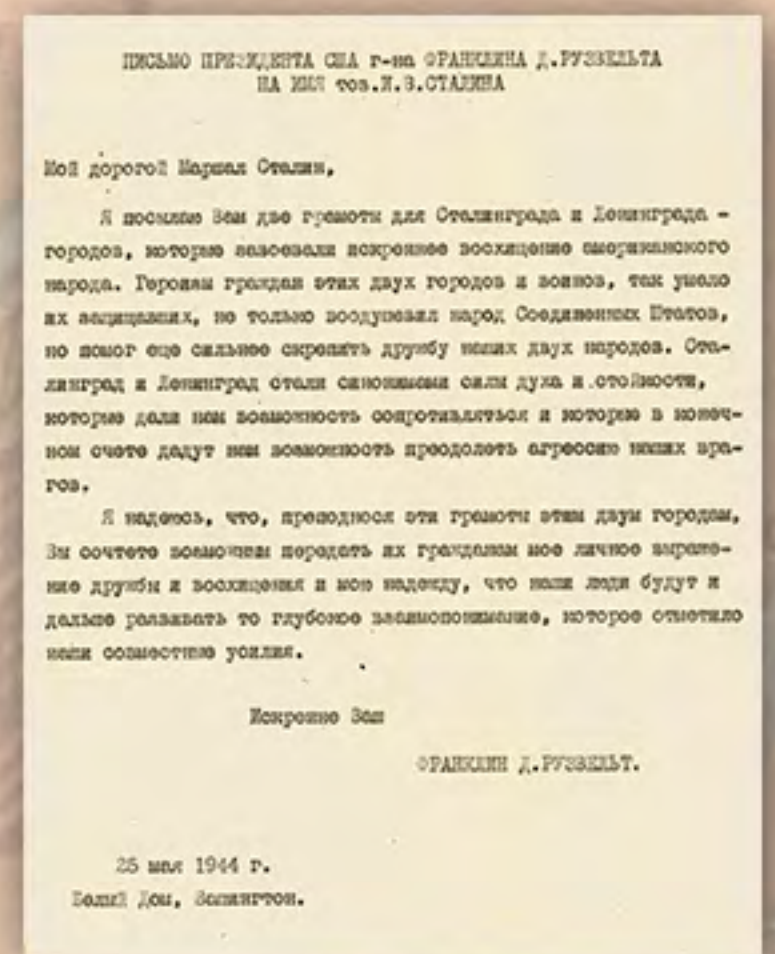 ПИСЬМО ПРЕЗИДЕНТА США г-на ФРАНКЛИНА Д.РУЗВЕЛЬТА
НА ИМЯ тов.И.В.СТАЛИНА
Мой дорогой Маршал Сталин,
Я посылаю Вам две грамоты для Сталинграда и Ленинграда -
городов, которые завоевали искреннее восхищение американского
народа. Героизм граждан этих двух городов и воинов, так умело
их защищавших, не только воодушевил народ Соединенных Штатов,
но помог еще сильнее скрепить дружбу наших двух народов. Ста-
линград и Ленинград стали синонимами силы духа и стойкости,
которые дали нам возможность сопротивляться и которые в конеч-
ном счете дадут нам возможность преодолеть агрессию наших вра-
гов.
Я надеюсь, что, преподнося эти грамоты этим двум городам,
Вы сочтете возможным передать их гражданам мое личное выраже-
ние дружбы и восхищения и мою надежду, что наши люди будут и
дальше развивать то глубокое взаимопонимание, которое отметило
наши совместные усилия.
Искренно Ваш
ФРАНКЛИН Д.РУЗВЕЛЬТ.
25 мая 1944 г.
Белый Дом, Вашингтон.